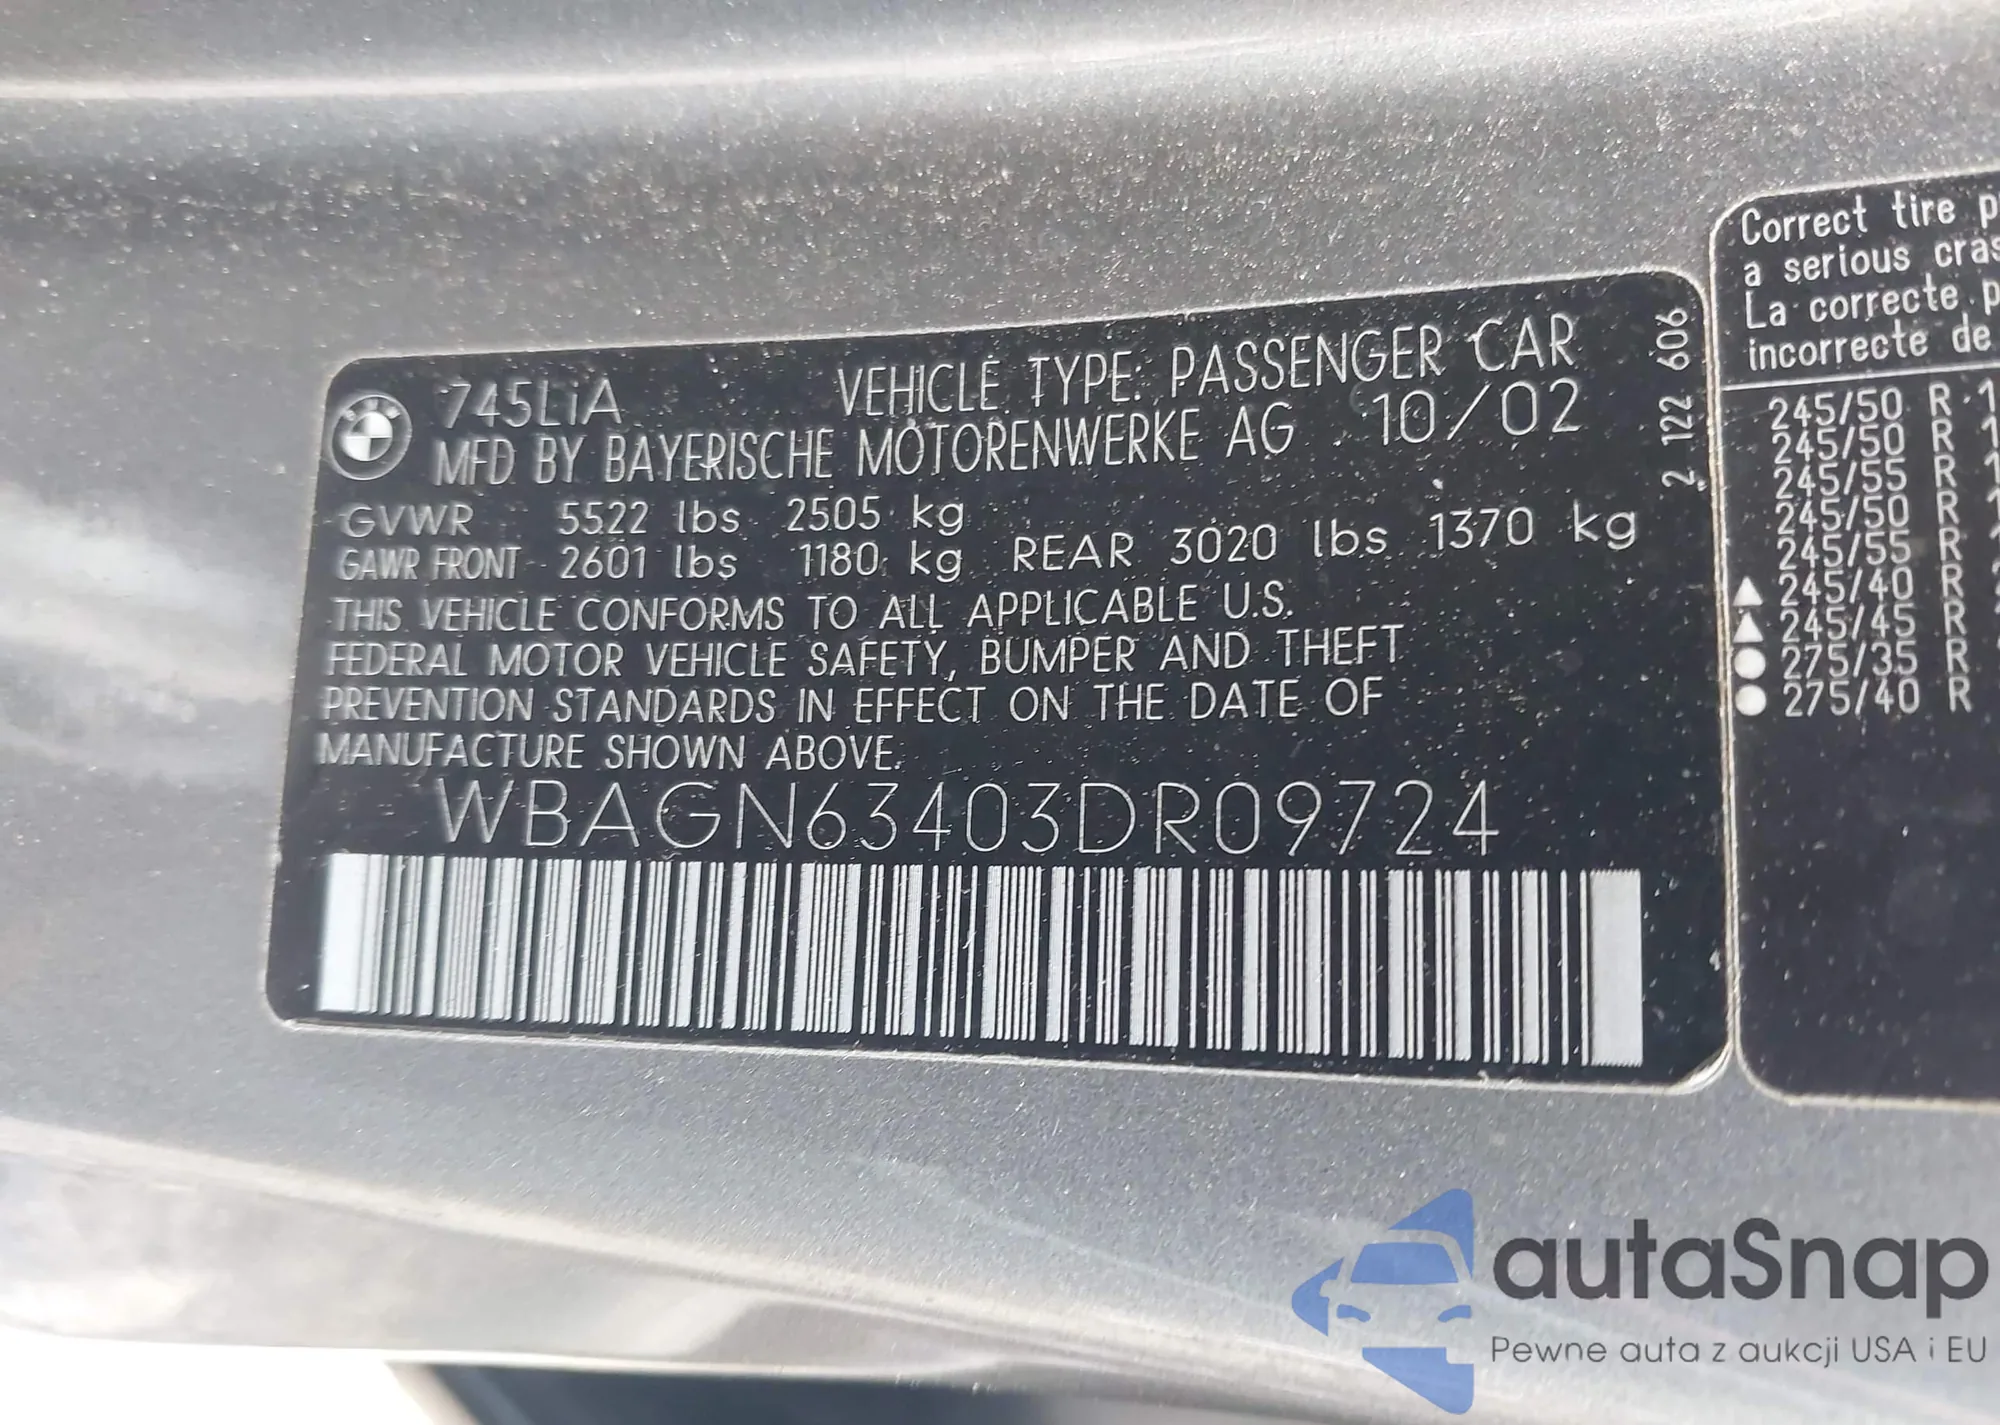 745LiA VEHICLE TYPE: PASSENGER CAR
MFD BY BAYERISCHE MOTORENWERKE AG 10/02
GVWR 5522 lbs 2505 kg
GAWR FRONT 2601 lbs 1180 kg REAR 3020 lbs 1370 kg
THIS VEHICLE CONFORMS TO ALL APPLICABLE U.S.
FEDERAL MOTOR VEHICLE SAFETY, BUMPER AND THEFT
PREVENTION STANDARDS IN EFFECT ON THE DATE OF
MANUFACTURE SHOWN ABOVE.
WBAGN63403DR09724
2 122 606
Correct tire
a serious
La correcte
incorrecte de
245/50 R
245/50 R
245/55 R
245/50 R
245/55 R
▲ 245/40 R
▲ 245/45 R
● 275/35 R
● 275/40 R
autoSnap
Pewne auta z aukcji USA i EU